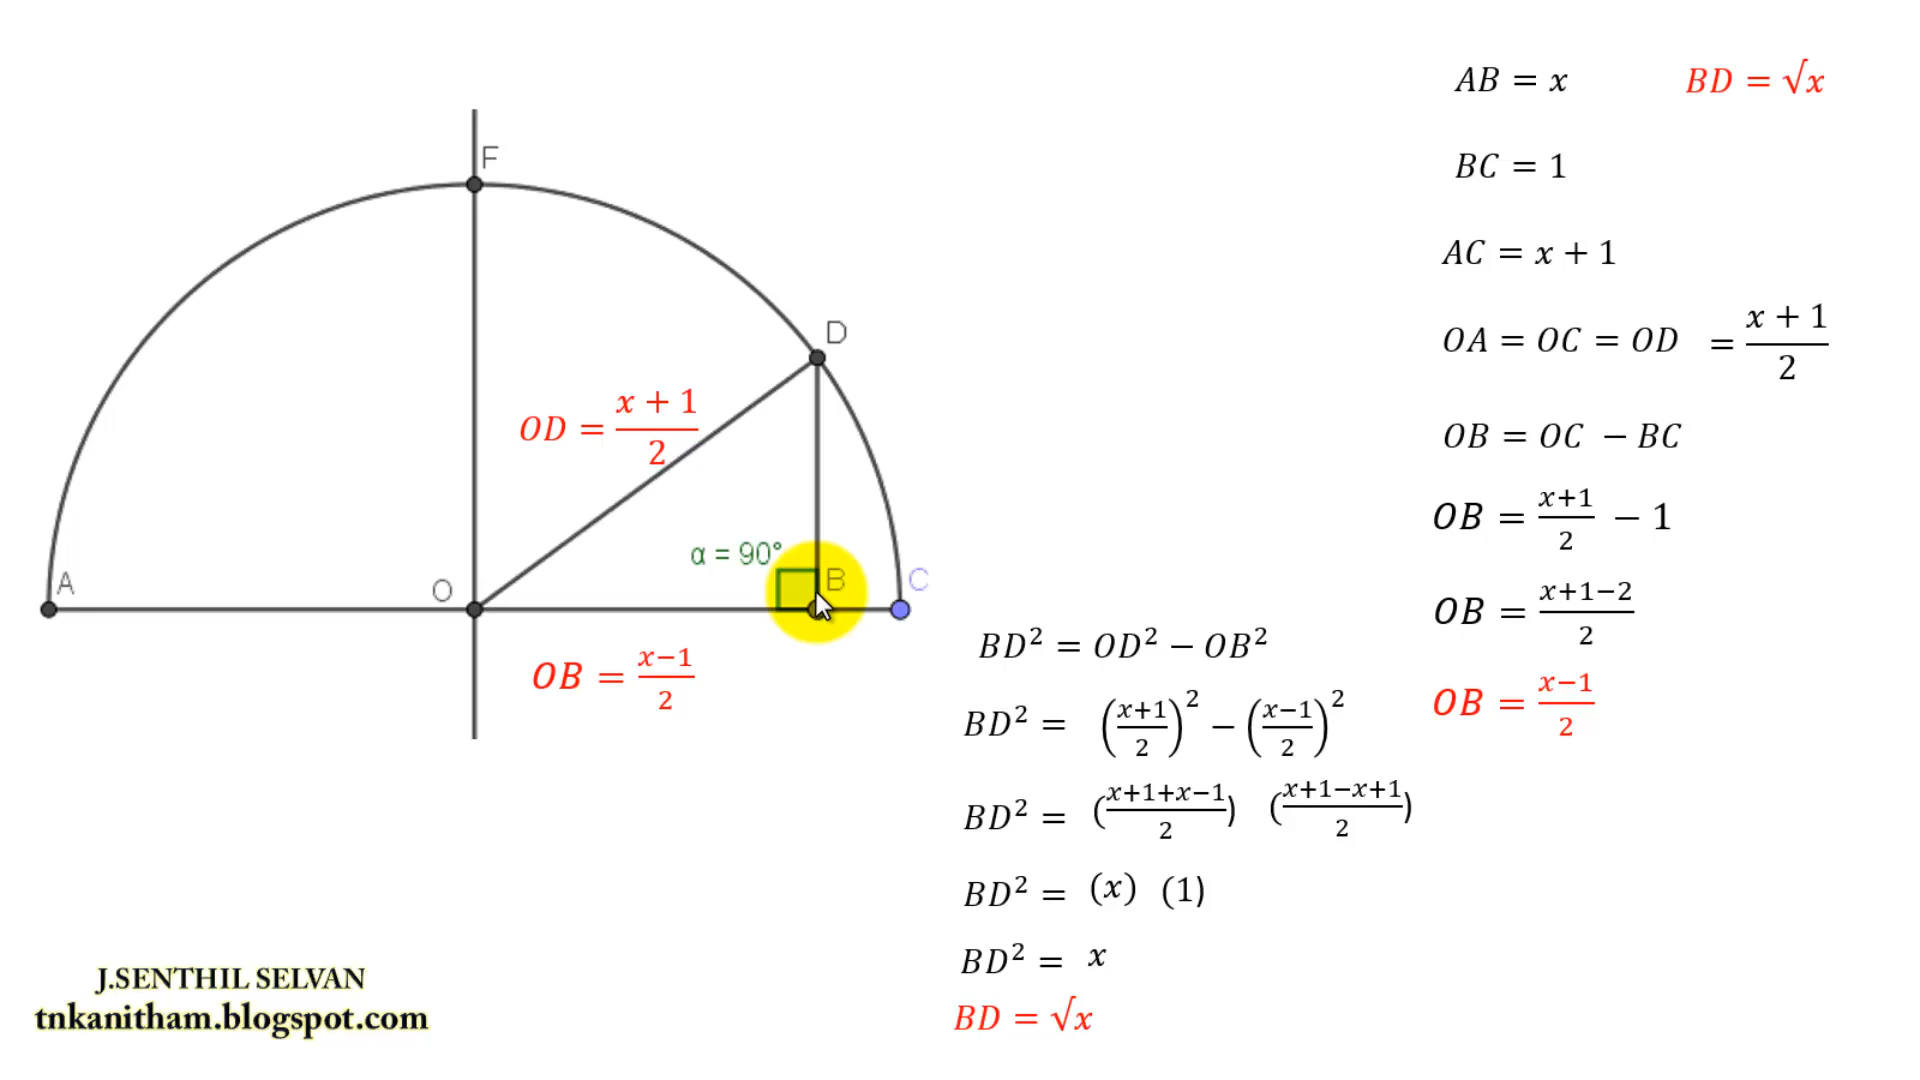 AB = x BD = √x
BC = 1
AC = x + 1
OA = OC = OD = (x + 1)/2
OB = OC − BC
OB = (x+1)/2 − 1
OB = (x+1−2)/2
OB = (x−1)/2
F
D
OD = (x + 1)/2
α = 90°
A
O
B
C
OB = (x−1)/2
BD² = OD² − OB²
BD² = ((x+1)/2)² − ((x−1)/2)²
BD² = ((x+1+x−1)/2) ((x+1−x+1)/2)
BD² = (x) (1)
BD² = x
BD = √x
J.SENTHIL SELVAN
tnkanitham.blogspot.com